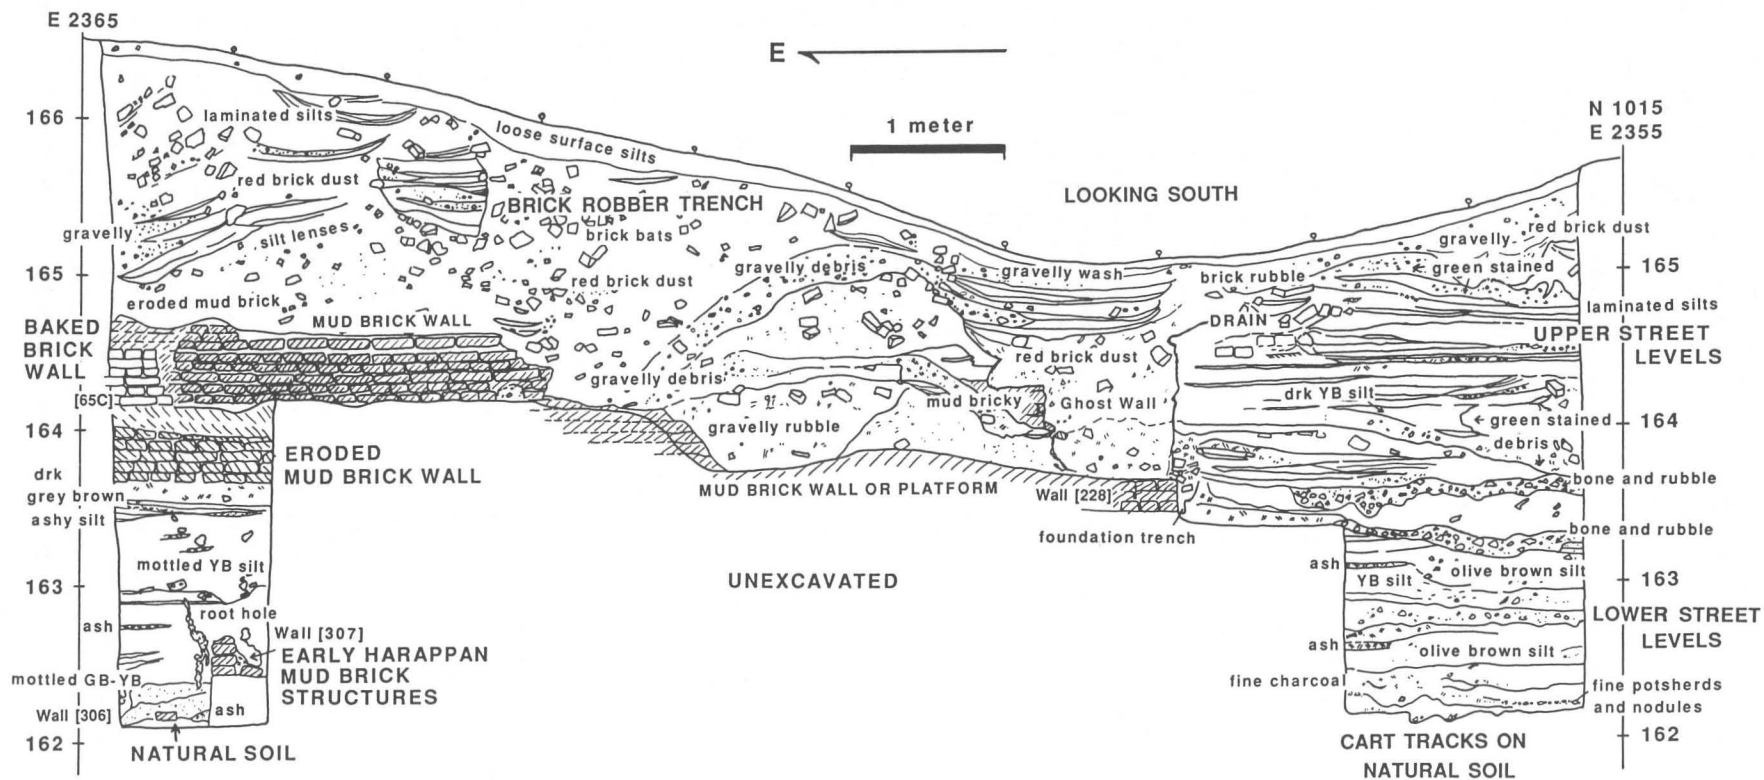 E 2365
E
N 1015
E 2355
166
1 meter
laminated silts
loose surface silts
LOOKING SOUTH
red brick dust
BRICK ROBBER TRENCH
gravelly
silt lenses
brick bats
gravelly
red brick dust
165
gravelly debris
gravelly wash
brick rubble
green stained
165
red brick dust
eroded mud brick
laminated silts
MUD BRICK WALL
DRAIN
BAKED
BRICK
WALL
UPPER STREET
LEVELS
red brick dust
gravelly debris
[65C]
mud bricky
Ghost Wall
drk YB silt
164
gravelly rubble
green stained
debris
164
ERODED
MUD BRICK WALL
drk
grey brown
ashy silt
MUD BRICK WALL OR PLATFORM
Wall [228]
bone and rubble
foundation trench
bone and rubble
mottled YB silt
UNEXCAVATED
ash
YB silt
olive brown silt
163
163
root hole
ash
Wall [307]
EARLY HARAPPAN
MUD BRICK
STRUCTURES
LOWER STREET
LEVELS
ash
olive brown silt
mottled GB-YB
fine charcoal
fine potsherds
and nodules
Wall [306]
ash
162
NATURAL SOIL
162
CART TRACKS ON
NATURAL SOIL